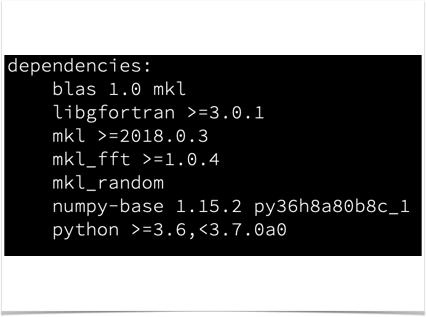 dependencies:
blas 1.0 mkl
libgfortran >=3.0.1
mkl >=2018.0.3
mkl_fft >=1.0.4
mkl_random
numpy-base 1.15.2 py36h8a80b8c_1
python >=3.6,<3.7.0a0